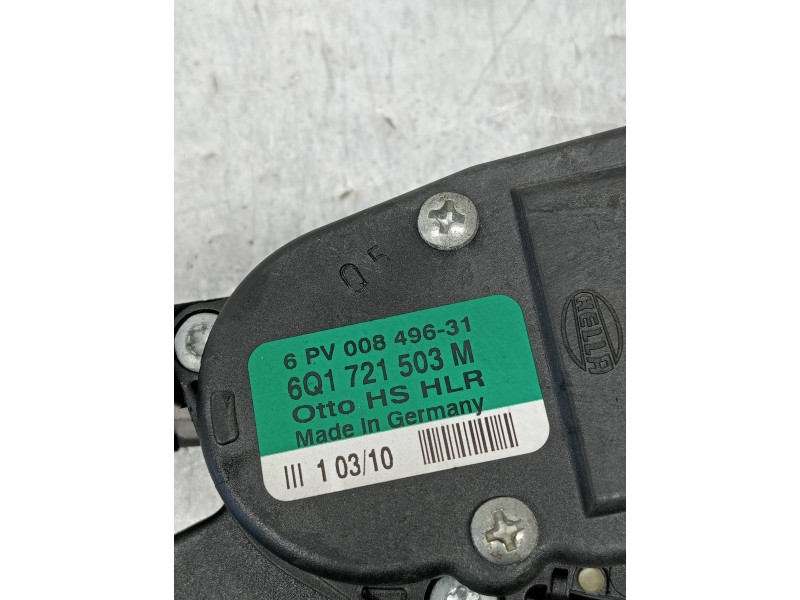 Q 5
6 PV 008 496-31
6Q1 721 503 M
Otto HS HLR
Made In Germany
III 1 03/10
HELLA